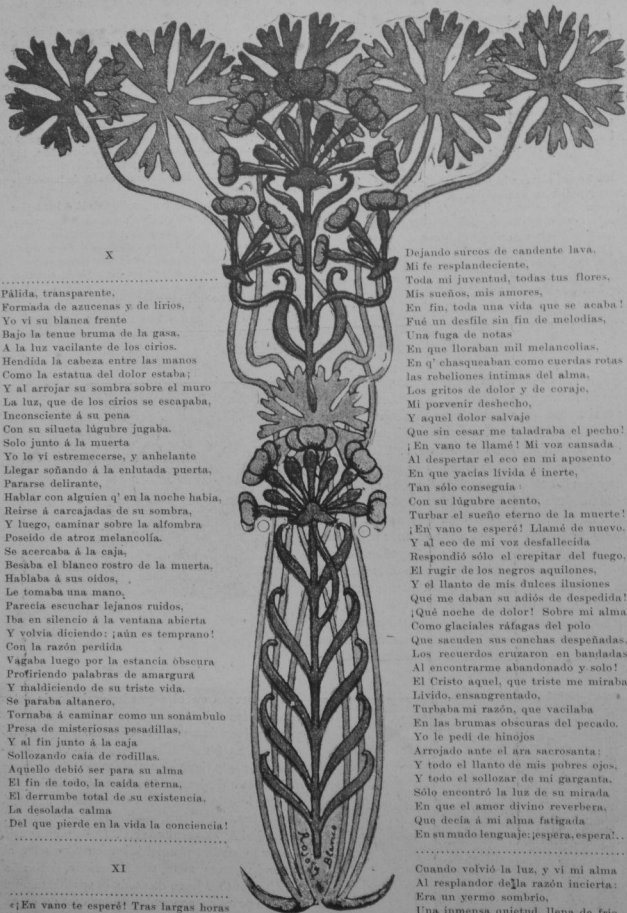 X
Pálida, transparente,
Formada de azucenas y de lirios,
Yo vi su blanca frente
Bajo la tenue bruma de la gasa,
A la luz vacilante de los cirios.
Hendida la cabeza entre las manos
Como la estatua del dolor estaba;
Y al arrojar su sombra sobre el muro
La luz, que de los cirios se escapaba,
Inconsciente á su pena
Con su silueta lúgubre jugaba.
Solo junto á la muerta
Yo lo vi estremecerse, y anhelante
Llegar soñando á la enlutada puerta,
Pararse delirante,
Hablar con alguien q' en la noche había,
Reirse á carcajadas de su sombra,
Y luego, caminar sobre la alfombra
Poseido de atroz melancolía.
Se acercaba á la caja,
Besaba el blanco rostro de la muerta,
Hablaba á sus oidos,
Le tomaba una mano,
Parecia escuchar lejanos ruidos,
Iba en silencio á la ventana abierta
Y volvia diciendo: ¡aún es temprano!
Con la razón perdida
Vagaba luego por la estancia obscura
Profiriendo palabras de amargura
Y maldiciendo de su triste vida.
Se paraba altanero,
Tornaba á caminar como un sonámbulo
Presa de misteriosas pesadillas,
Y al fin junto á la caja
Sollozando caía de rodillas.
Aquello debió ser para su alma
El fin de todo, la caida eterna,
El derrumbe total de su existencia,
La desolada calma
Del que pierde en la vida la conciencia!
XI
«¡En vano te esperé! Tras largas horas
Dejando surcos de candente lava.
Mi fe resplandeciente,
Toda mi juventud, todas tus flores,
Mis sueños, mis amores,
En fin, toda una vida que se acaba!
Fué un desfile sin fin de melodias,
Una fuga de notas
En que lloraban mil melancolías,
En q' chasqueaban como cuerdas rotas
las rebeliones íntimas del alma,
Los gritos de dolor y de coraje,
Mi porvenir deshecho,
Y aquel dolor salvaje
Que sin cesar me taladraba el pecho!
¡En vano te llamé! Mi voz cansada
Al despertar el eco en mi aposento
En que yacías lívida é inerte,
Tan sólo conseguía
Con su lúgubre acento,
Turbar el sueño eterno de la muerte!
¡En vano te esperé! Llamé de nuevo,
Y al eco de mi voz desfallecida
Respondió sólo el crepitar del fuego,
El rugir de los negros aquilones,
Y el llanto de mis dulces ilusiones
Que me daban su adiós de despedida!
¡Qué noche de dolor! Sobre mi alma
Como glaciales ráfagas del polo
Que sacuden sus conchas despeñadas,
Los recuerdos cruzaron en bandadas
Al encontrarme abandonado y solo!
El Cristo aquel, que triste me miraba
Lívido, ensangrentado,
Turbaba mi razón, que vacilaba
En las brumas obscuras del pecado.
Yo le pedí de hinojos
Arrojado ante el ara sacrosanta;
Y todo el llanto de mis pobres ojos,
Y todo el sollozar de mi garganta,
Sólo encontró la luz de su mirada
En que el amor divino reverbera,
Que decía á mi alma fatigada
En su mudo lenguaje: ¡espera, espera!..
Cuando volvió la luz, y vi mi alma
Al resplandor de la razón incierta:
Era un yermo sombrio,
Una inmensa quietud, llena de frio
Blanco